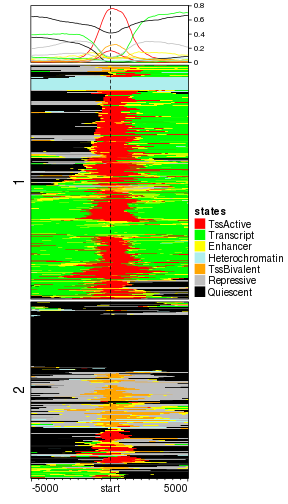 0.8
0.6
0.4
0.2
0
1
2
states
TssActive
Transcript
Enhancer
Heterochromatin
TssBivalent
Repressive
Quiescent
-5000 start 5000